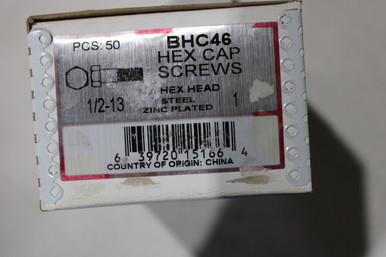 PCS: 50
BHC46
HEX CAP
SCREWS
HEX HEAD
STEEL
ZINC PLATED
1/2-13
1
6 39720 15166 4
COUNTRY OF ORIGIN: CHINA